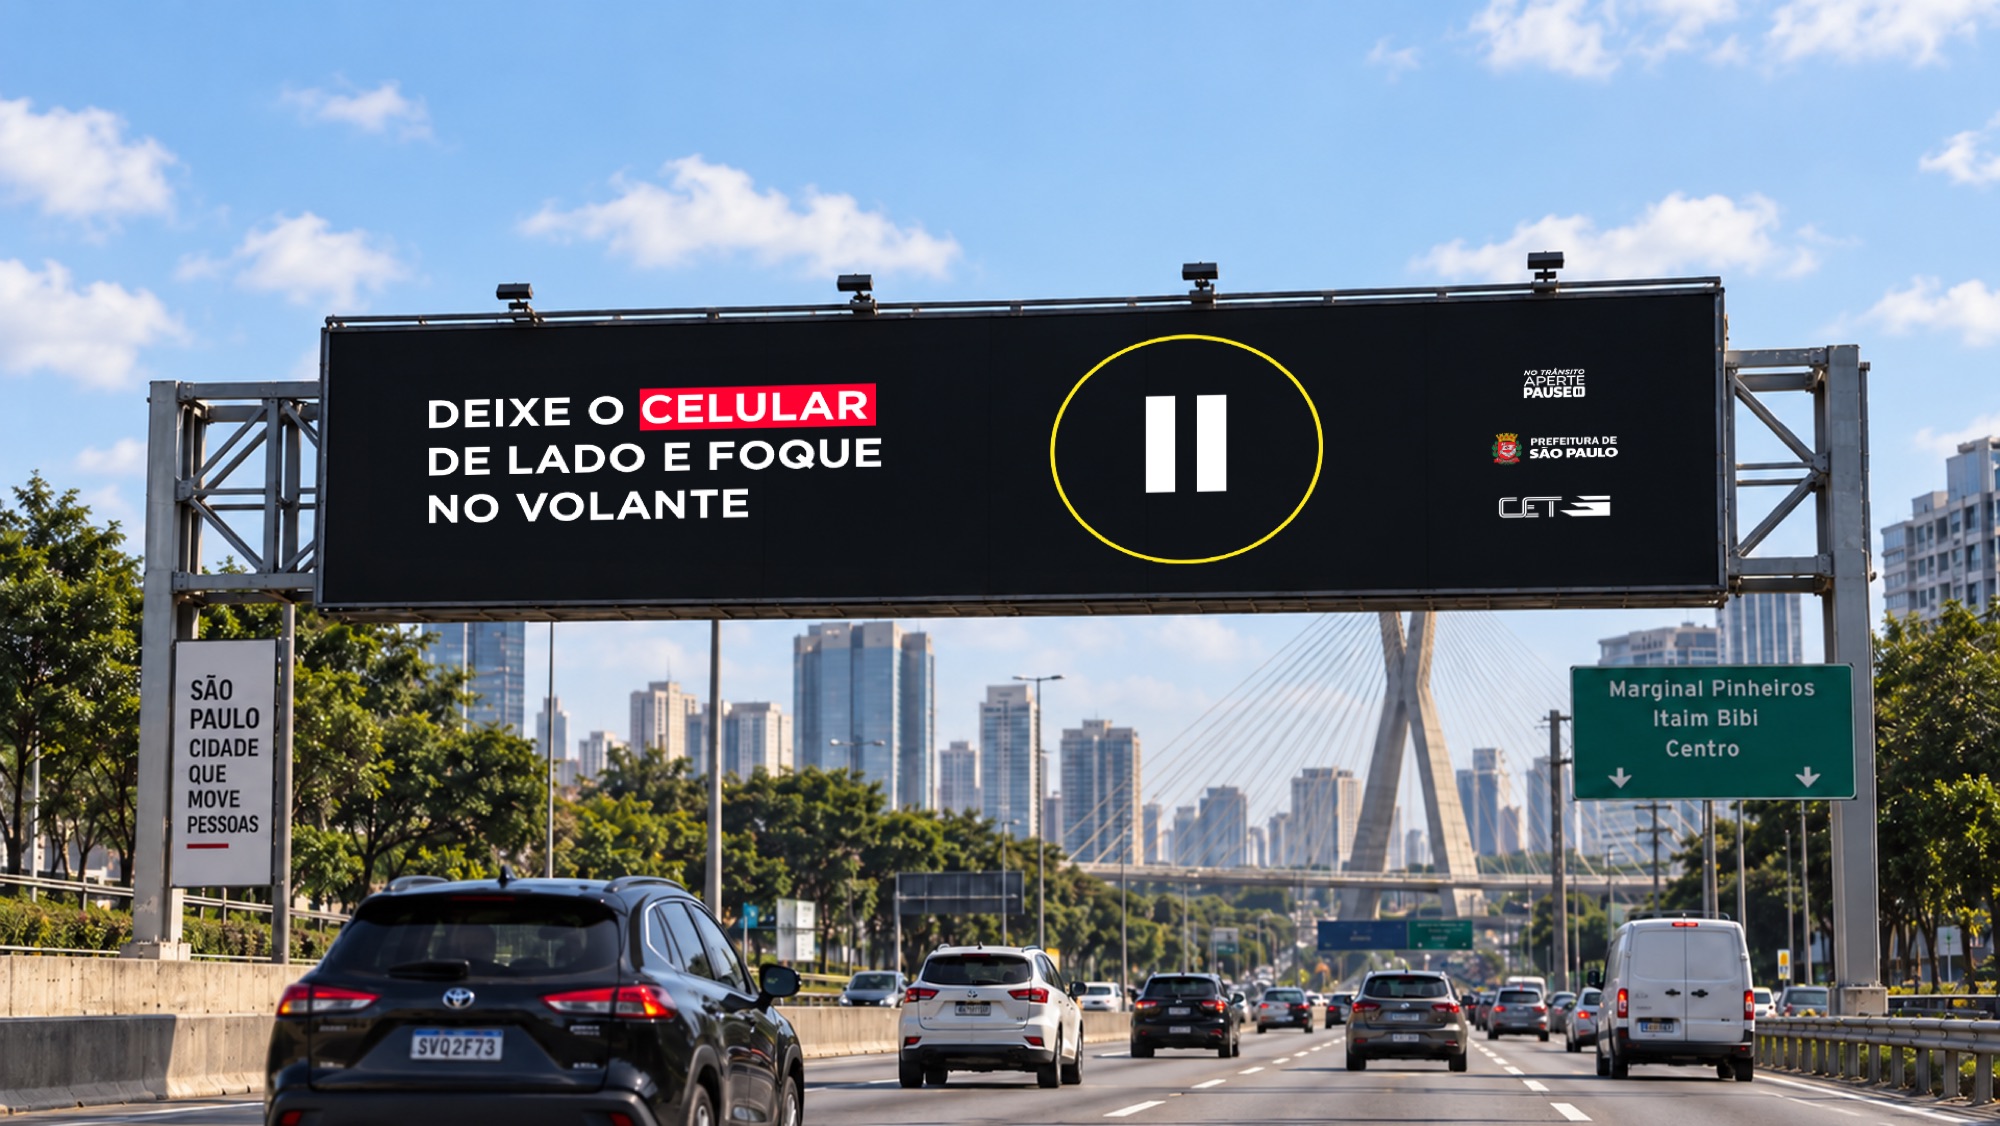 DEIXE O CELULAR
DE LADO E FOQUE
NO VOLANTE
NO TRÂNSITO
APERTE
PAUSE
PREFEITURA DE
SÃO PAULO
CET
SÃO
PAULO
CIDADE
QUE
MOVE
PESSOAS
Marginal Pinheiros
Itaim Bibi
Centro
SVQ2F73